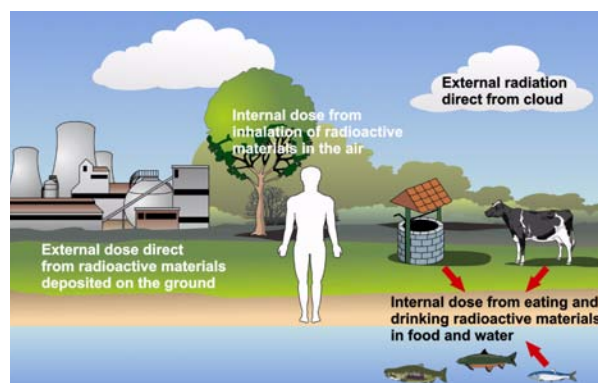 External radiation
direct from cloud
Internal dose from
inhalation of radioactive
materials in the air
External dose direct
from radioactive materials
deposited on the ground
Internal dose from eating and
drinking radioactive materials
in food and water